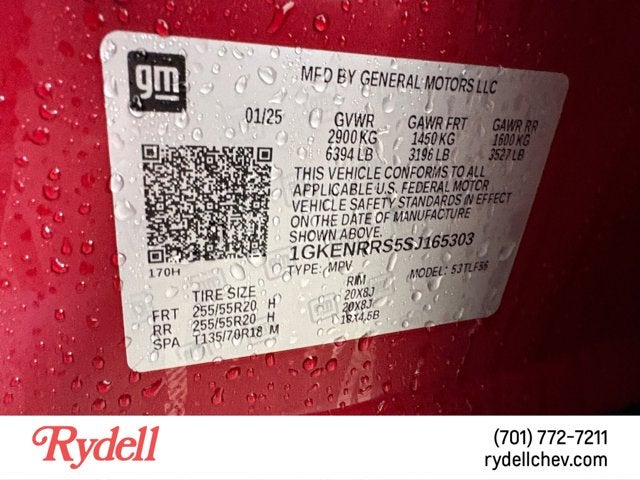 gm
MFD BY GENERAL MOTORS LLC
01/25 GVWR GAWR FRT GAWR RR
2900 KG 1450 KG 1600 KG
6394 LB 3196 LB 3527 LB
THIS VEHICLE CONFORMS TO ALL
APPLICABLE U.S. FEDERAL MOTOR
VEHICLE SAFETY STANDARDS IN EFFECT
ON THE DATE OF MANUFACTURE
SHOWN ABOVE.
1GKENRRS5SJ165303
170H
TYPE: MPV MODEL: 53TLF56
TIRE SIZE RIM
FRT 255/55R20 H 20X8J
RR 255/55R20 H 20X8J
SPA T135/70R18 M 18X4.5B
Rydell
(701) 772-7211
rydellchev.com